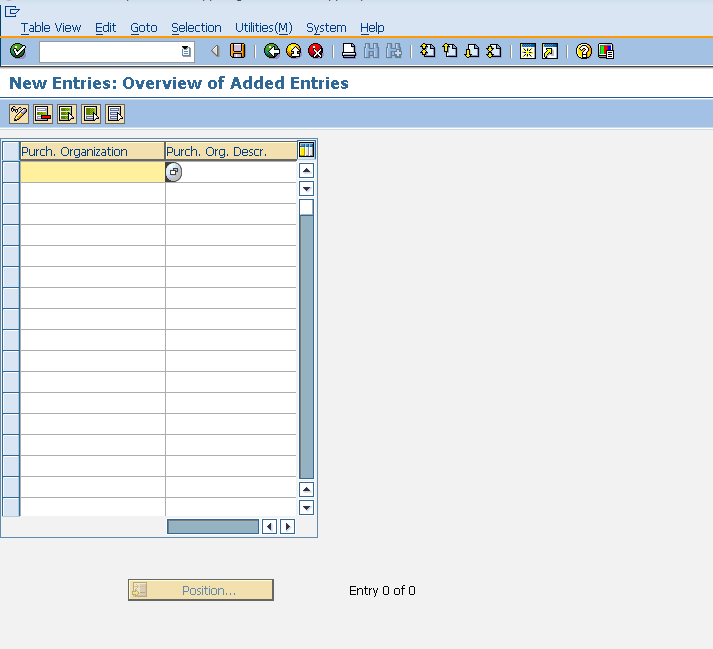 Table View Edit Goto Selection Utilities(M) System Help
New Entries: Overview of Added Entries
Purch. Organization Purch. Org. Descr.
Position... Entry 0 of 0